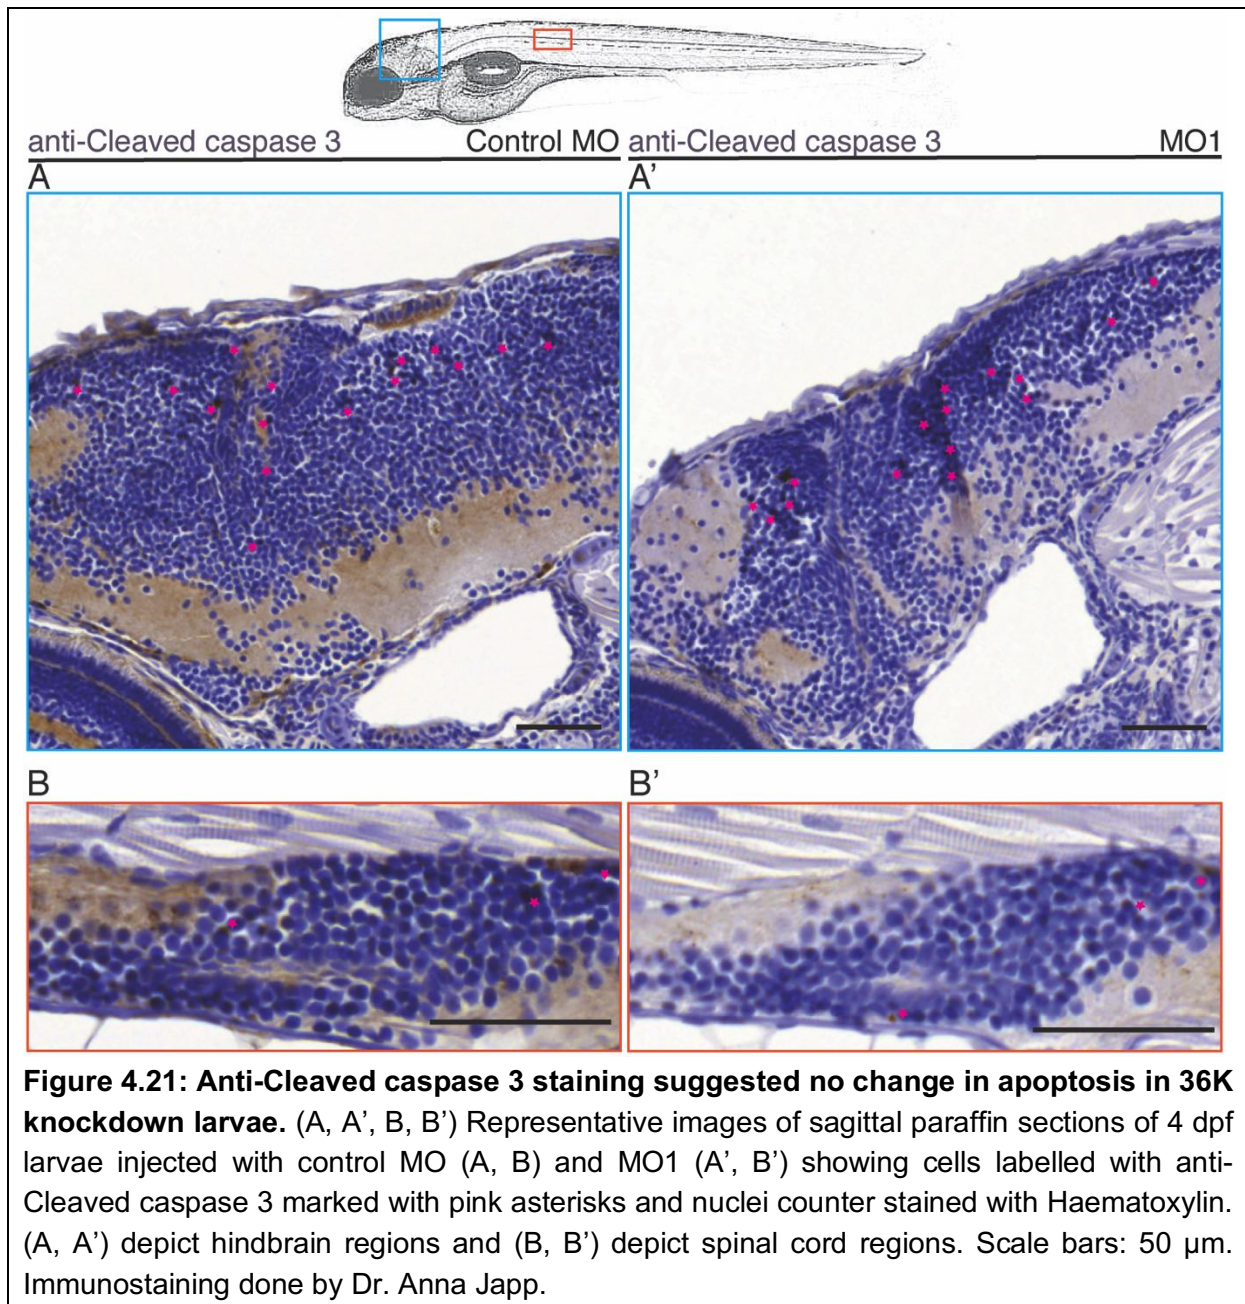 anti-Cleaved caspase 3 Control MO anti-Cleaved caspase 3 MO1
A A’
B B’
Figure 4.21: Anti-Cleaved caspase 3 staining suggested no change in apoptosis in 36K
knockdown larvae. (A, A’, B, B’) Representative images of sagittal paraffin sections of 4 dpf
larvae injected with control MO (A, B) and MO1 (A’, B’) showing cells labelled with anti-
Cleaved caspase 3 marked with pink asterisks and nuclei counter stained with Haematoxylin.
(A, A’) depict hindbrain regions and (B, B’) depict spinal cord regions. Scale bars: 50 µm.
Immunostaining done by Dr. Anna Japp.